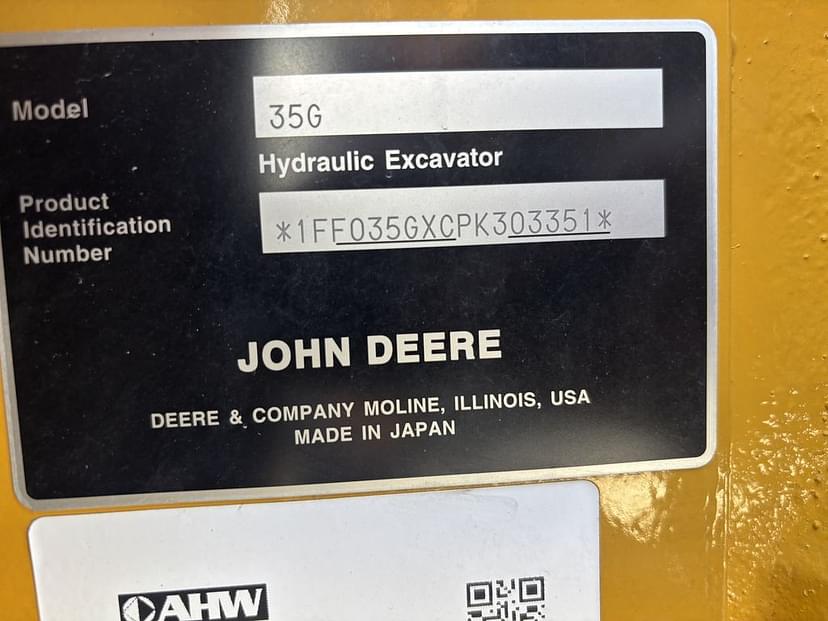 Model
35G
Hydraulic Excavator
Product
Identification
Number
*1FF035GXCPK303351*
JOHN DEERE
DEERE & COMPANY MOLINE, ILLINOIS, USA
MADE IN JAPAN
AHW